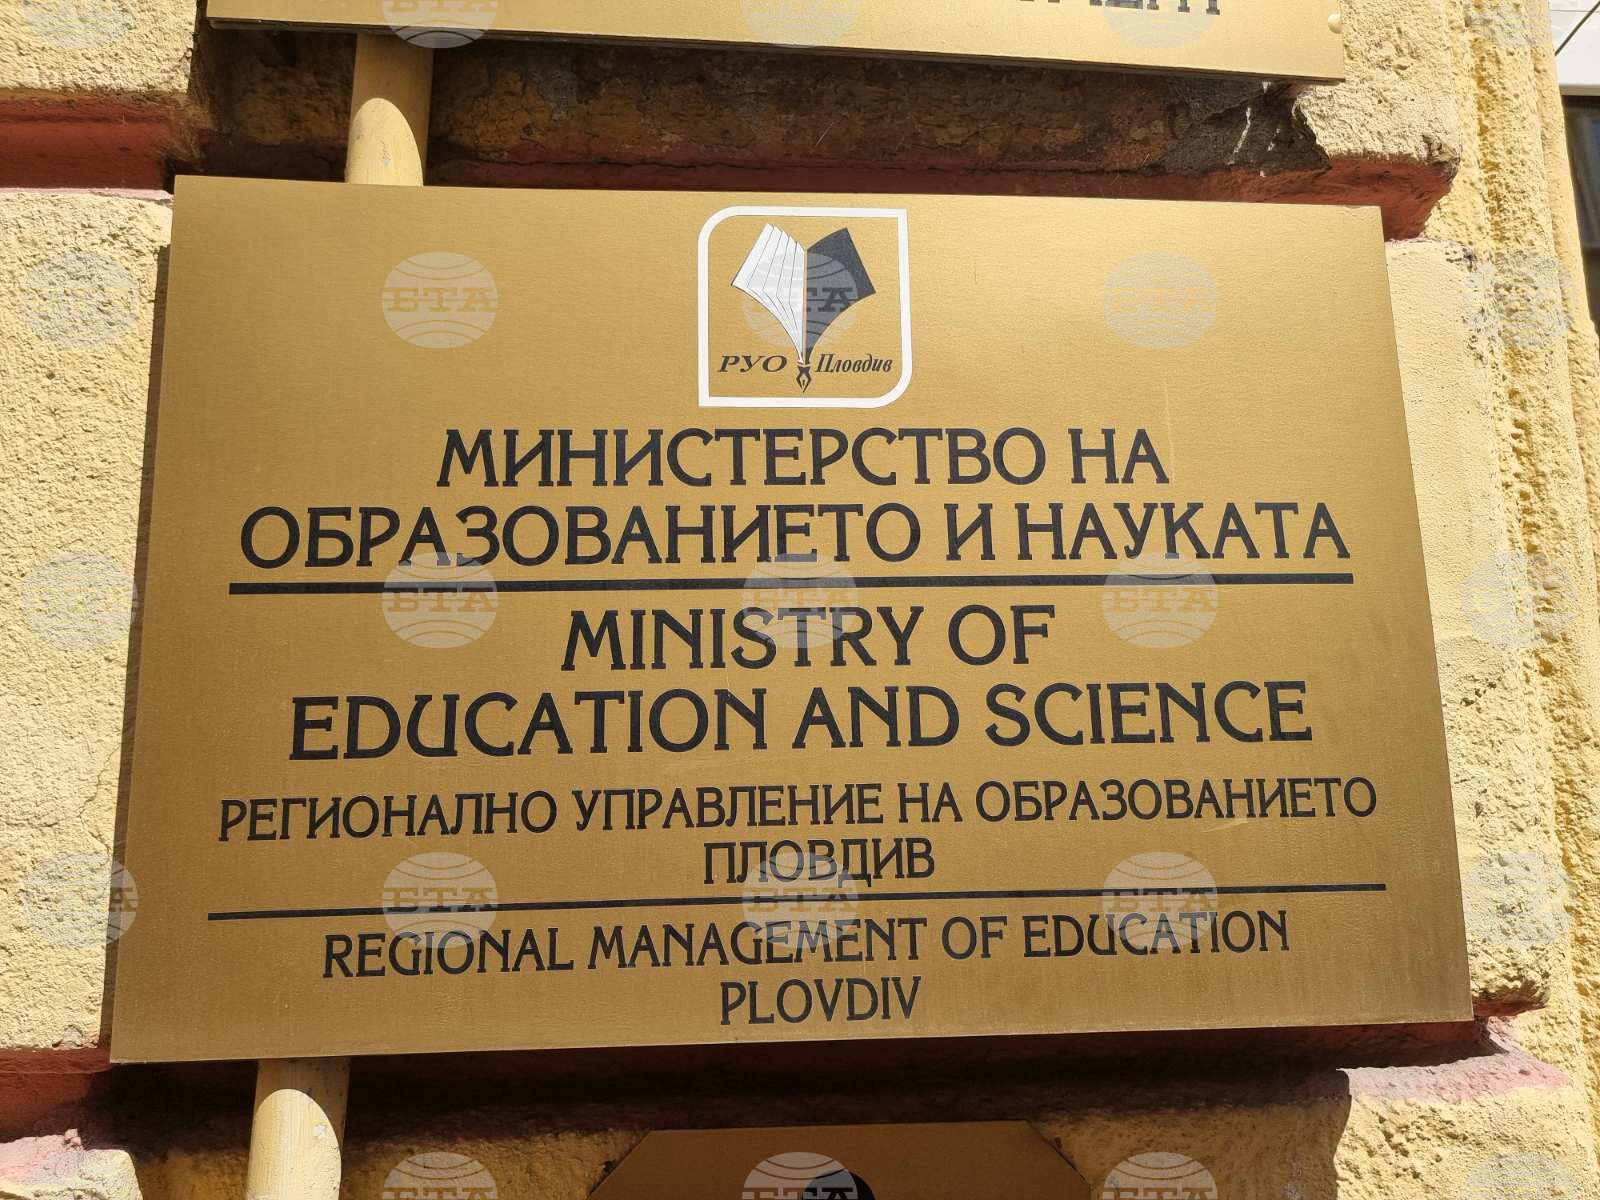 РУО Пловдив
МИНИСТЕРСТВО НА
ОБРАЗОВАНИЕТО И НАУКАТА
MINISTRY OF
EDUCATION AND SCIENCE
РЕГИОНАЛНО УПРАВЛЕНИЕ НА ОБРАЗОВАНИЕТО
ПЛОВДИВ
REGIONAL MANAGEMENT OF EDUCATION
PLOVDIV
БТА